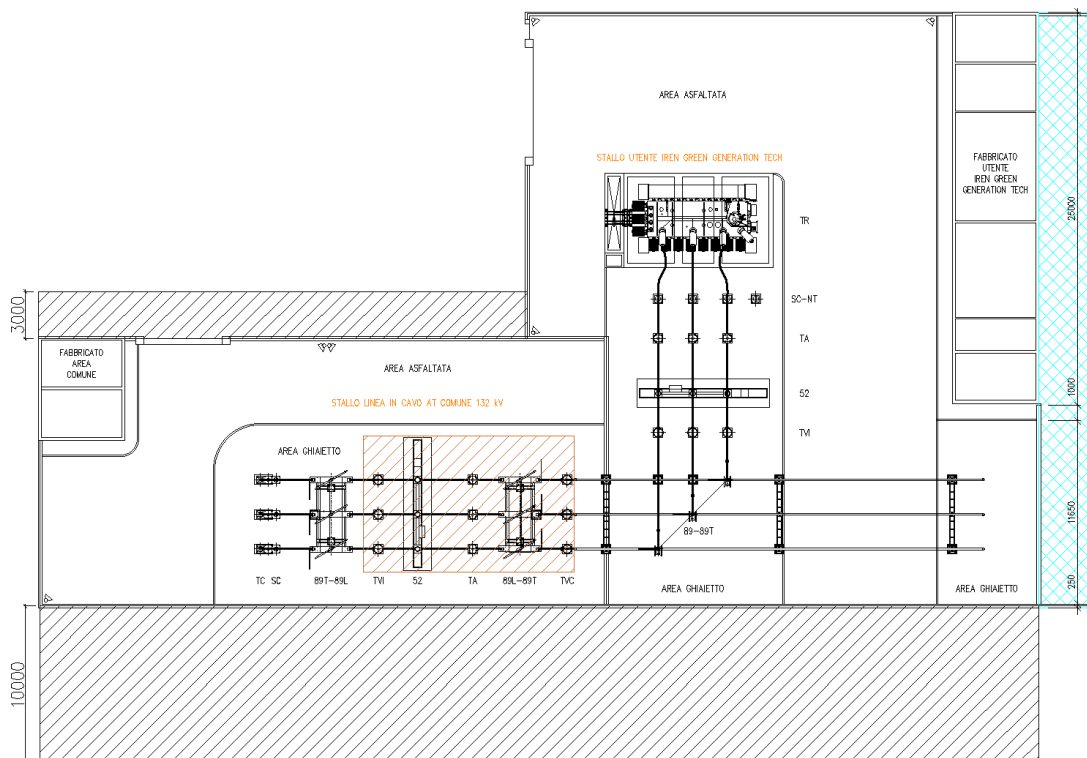 AREA ASFALTATA
STALLO UTENTE IREN GREEN GENERATION TECH
FABBRICATO
UTENTE
IREN GREEN
GENERATION TECH
25000
TR
SC-NT
TA
52
TVI
3000
FABBRICATO
AREA
COMUNE
AREA ASFALTATA
STALLO LINEA IN CAVO AT COMUNE 132 kV
1000
AREA GHIAIETTO
11650
89-89T
TC SC
89T-89L
TVI
52
TA
89L-89T
TVC
AREA GHIAIETTO
AREA GHIAIETTO
250
10000